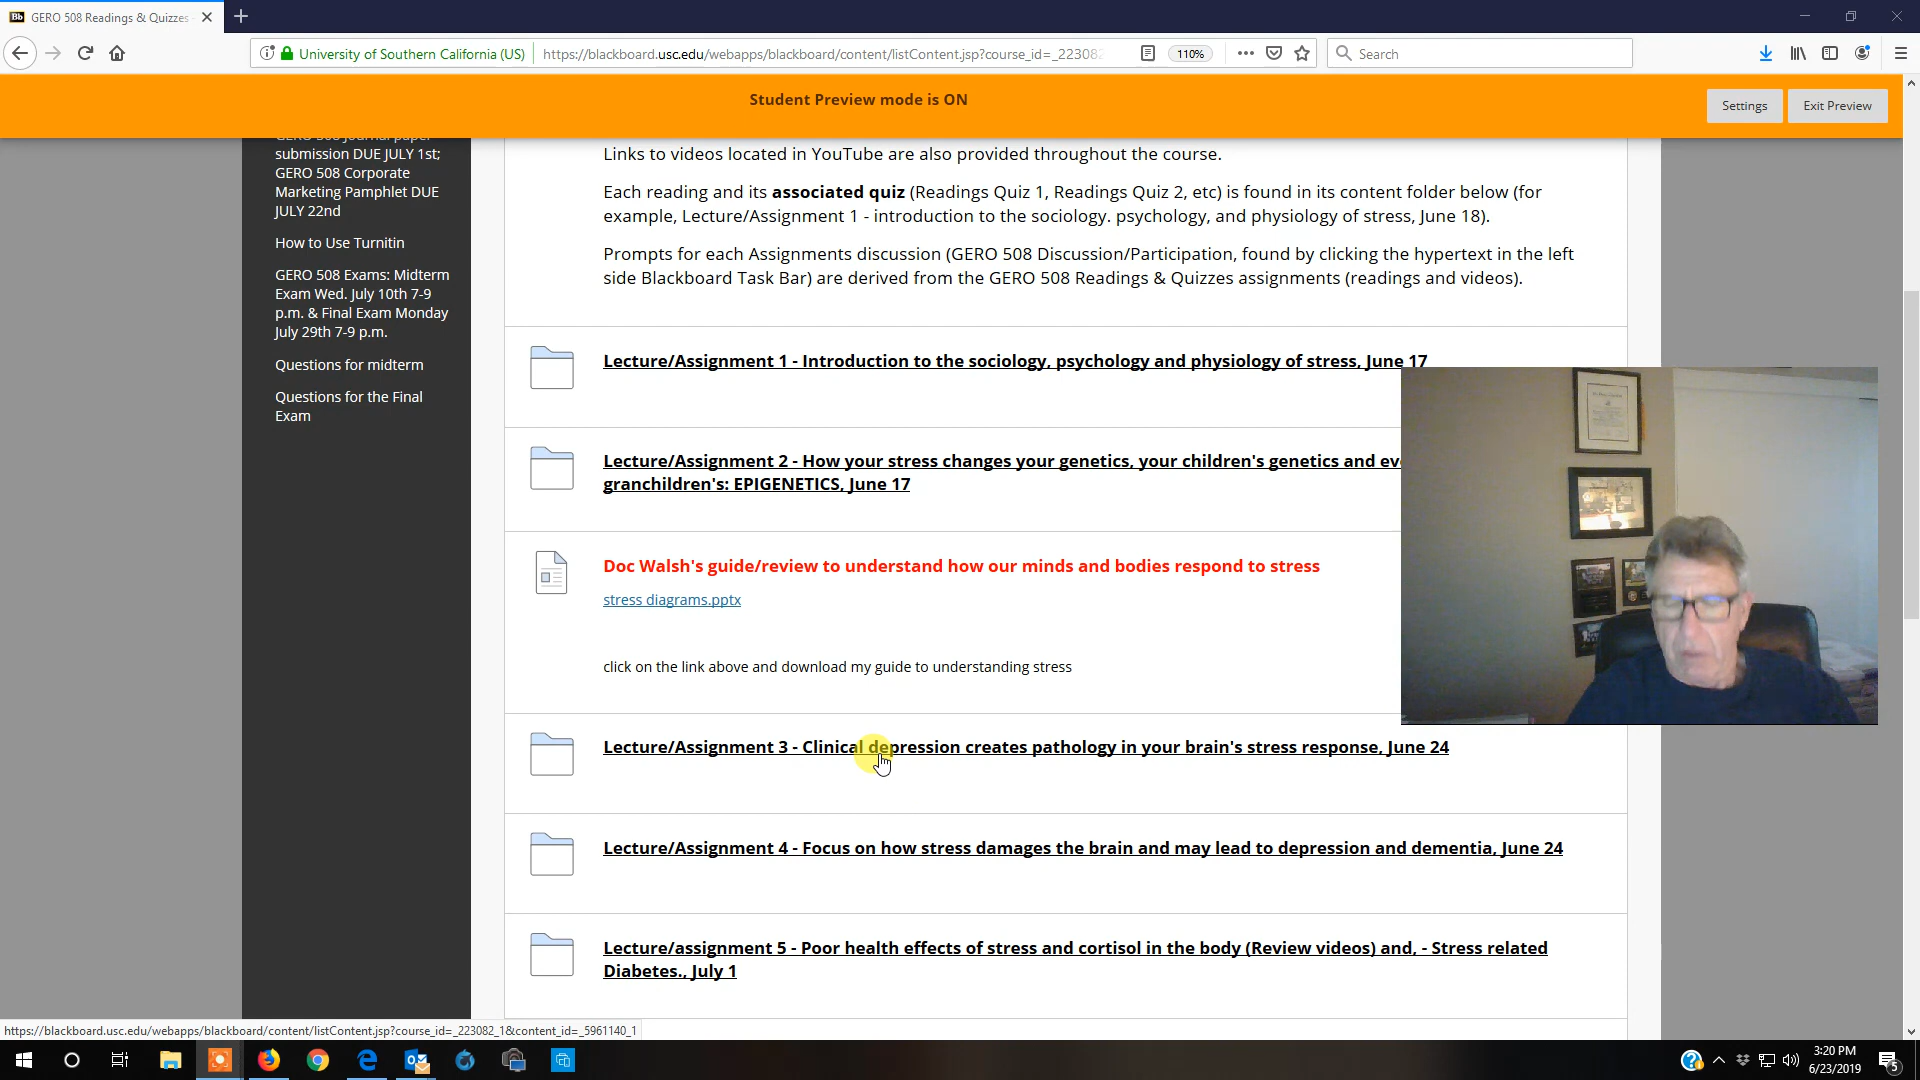 GERO 508 Readings & Quizzes
University of Southern California (US)
https://blackboard.usc.edu/webapps/blackboard/content/listContent.jsp?course_id=_223082
110%
Search
Student Preview mode is ON
Settings
Exit Preview
GERO 508 Journal paper
submission DUE JULY 1st;
GERO 508 Corporate
Marketing Pamphlet DUE
JULY 22nd
How to Use Turnitin
GERO 508 Exams: Midterm
Exam Wed. July 10th 7-9
p.m. & Final Exam Monday
July 29th 7-9 p.m.
Questions for midterm
Questions for the Final
Exam
Links to videos located in YouTube are also provided throughout the course.
Each reading and its associated quiz (Readings Quiz 1, Readings Quiz 2, etc) is found in its content folder below (for
example, Lecture/Assignment 1 - introduction to the sociology. psychology, and physiology of stress, June 18).
Prompts for each Assignments discussion (GERO 508 Discussion/Participation, found by clicking the hypertext in the left
side Blackboard Task Bar) are derived from the GERO 508 Readings & Quizzes assignments (readings and videos).
Lecture/Assignment 1 - Introduction to the sociology, psychology and physiology of stress, June 17
Lecture/Assignment 2 - How your stress changes your genetics, your children's genetics and ev
granchildren's: EPIGENETICS, June 17
Doc Walsh's guide/review to understand how our minds and bodies respond to stress
stress diagrams.pptx
click on the link above and download my guide to understanding stress
Lecture/Assignment 3 - Clinical depression creates pathology in your brain's stress response, June 24
Lecture/Assignment 4 - Focus on how stress damages the brain and may lead to depression and dementia, June 24
Lecture/assignment 5 - Poor health effects of stress and cortisol in the body (Review videos) and, - Stress related
Diabetes., July 1
https://blackboard.usc.edu/webapps/blackboard/content/listContent.jsp?course_id=_223082_1&content_id=_5961140_1
3:20 PM
6/23/2019
5